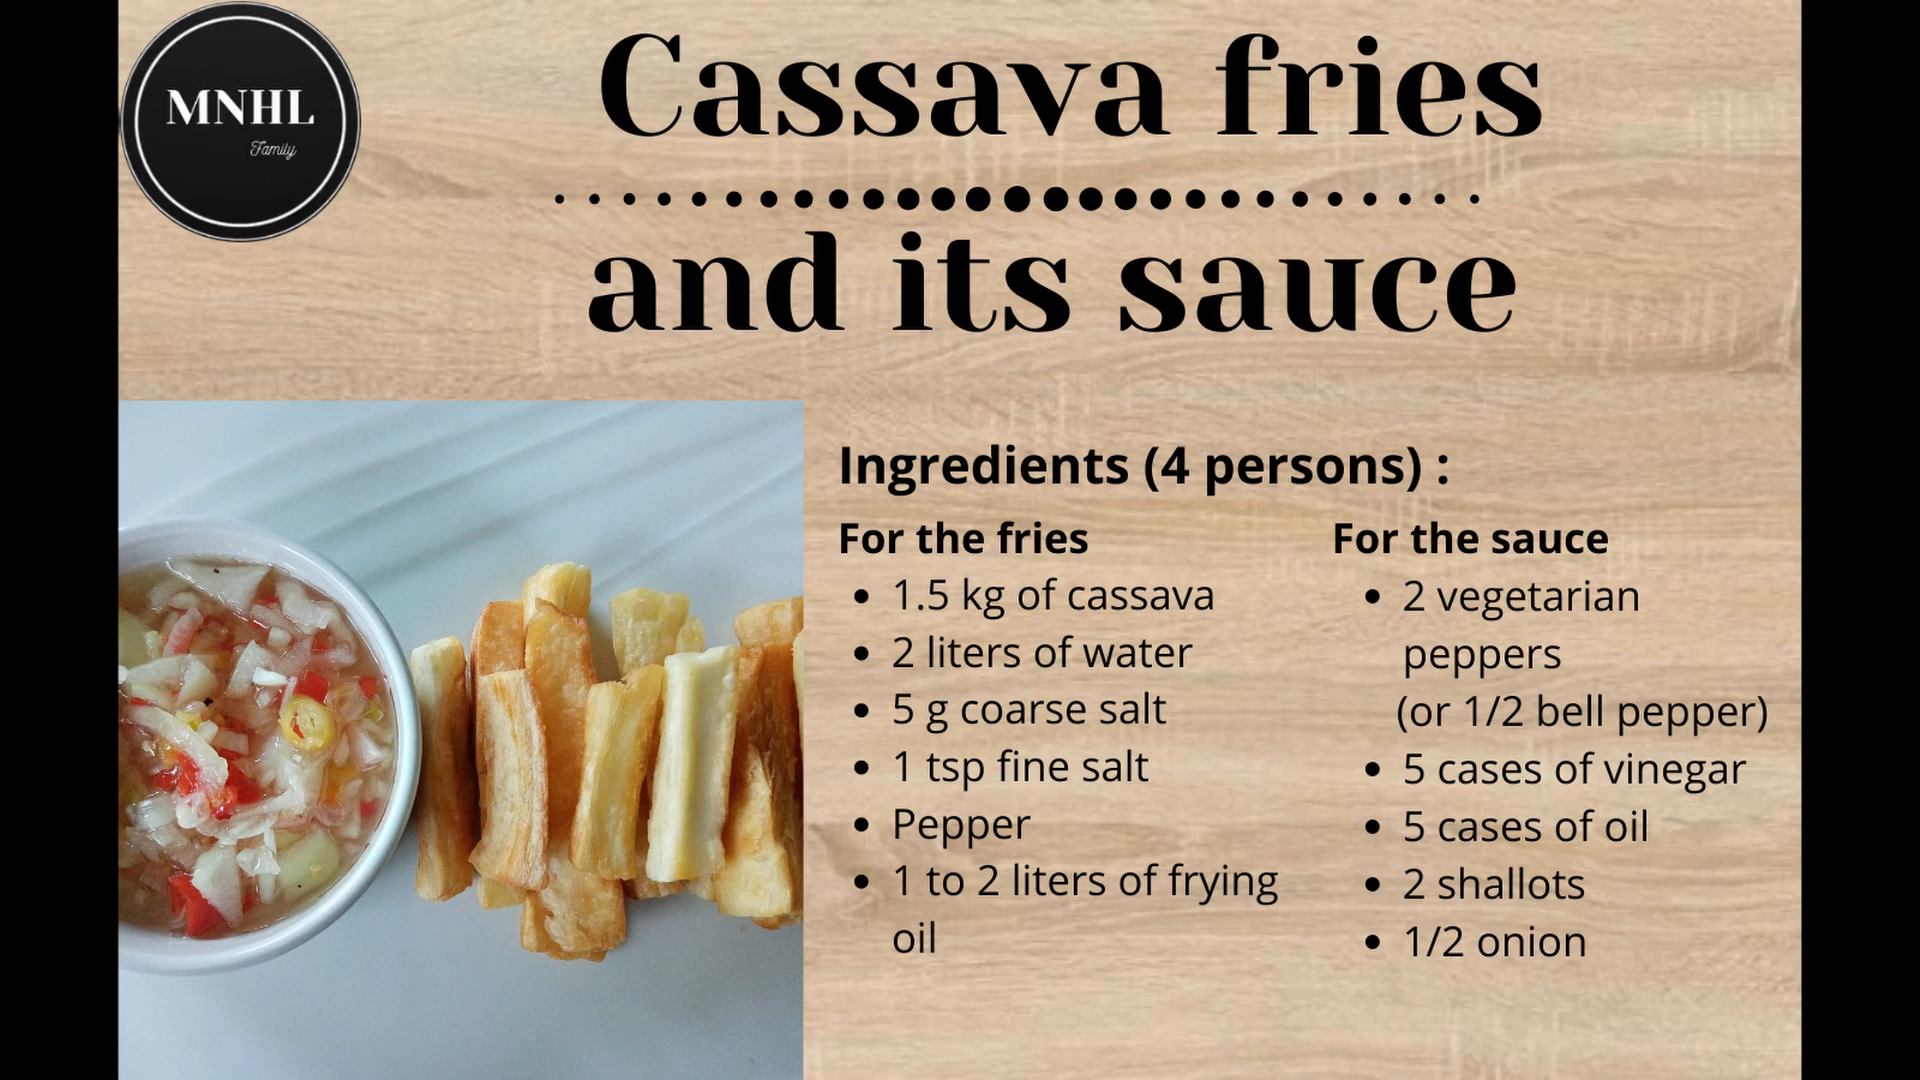 MNHL
Family
Cassava fries
and its sauce
Ingredients (4 persons) :
For the fries
• 1.5 kg of cassava
• 2 liters of water
• 5 g coarse salt
• 1 tsp fine salt
• Pepper
• 1 to 2 liters of frying
oil
For the sauce
• 2 vegetarian
peppers
(or 1/2 bell pepper)
• 5 cases of vinegar
• 5 cases of oil
• 2 shallots
• 1/2 onion